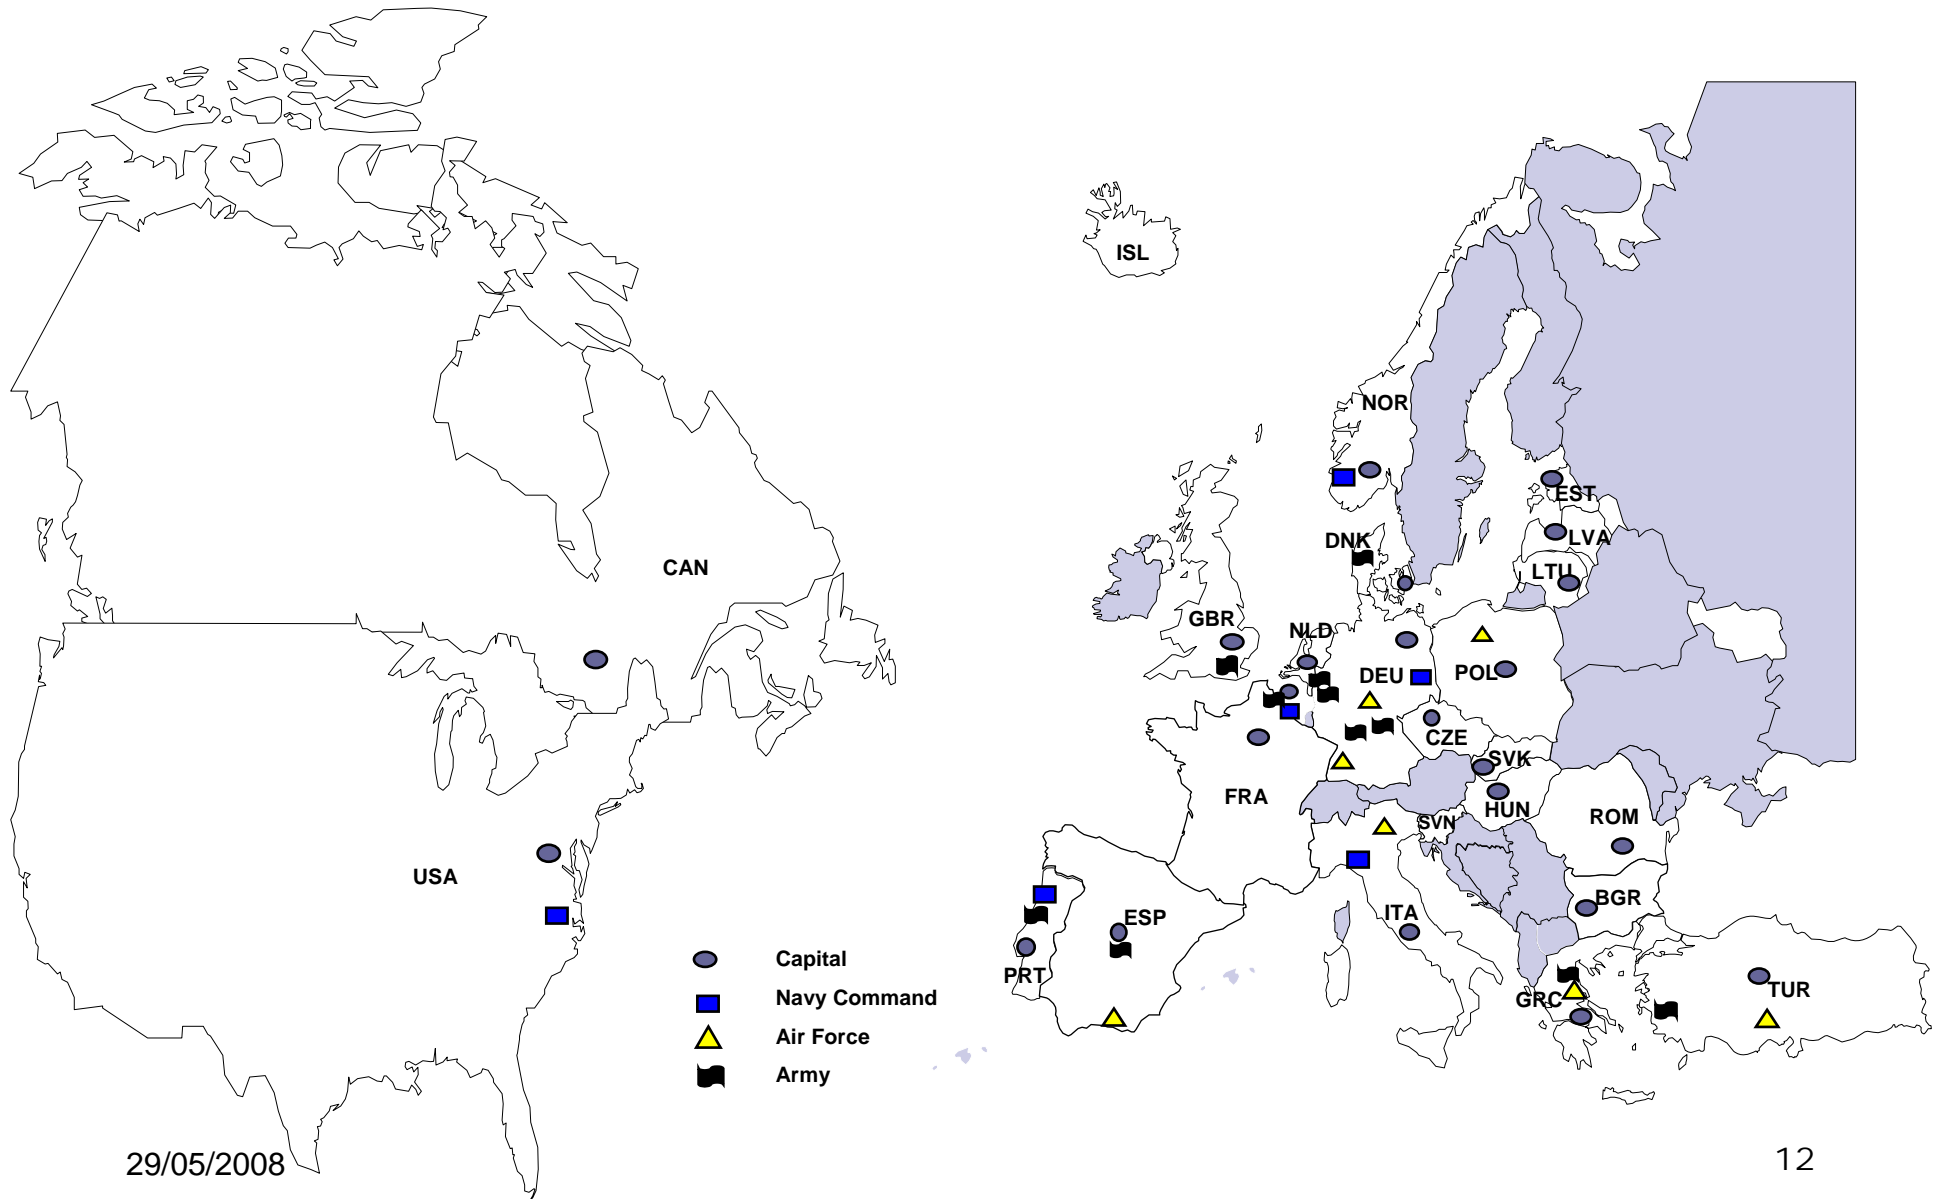 ISL
NOR
EST
LVA
DNK
LTU
CAN
GBR
NLD
DEU
POL
CZE
SVK
FRA
HUN
SVN
ROM
USA
BGR
ITA
ESP
PRT
GRC
TUR
Capital
Navy Command
Air Force
Army
29/05/2008
12